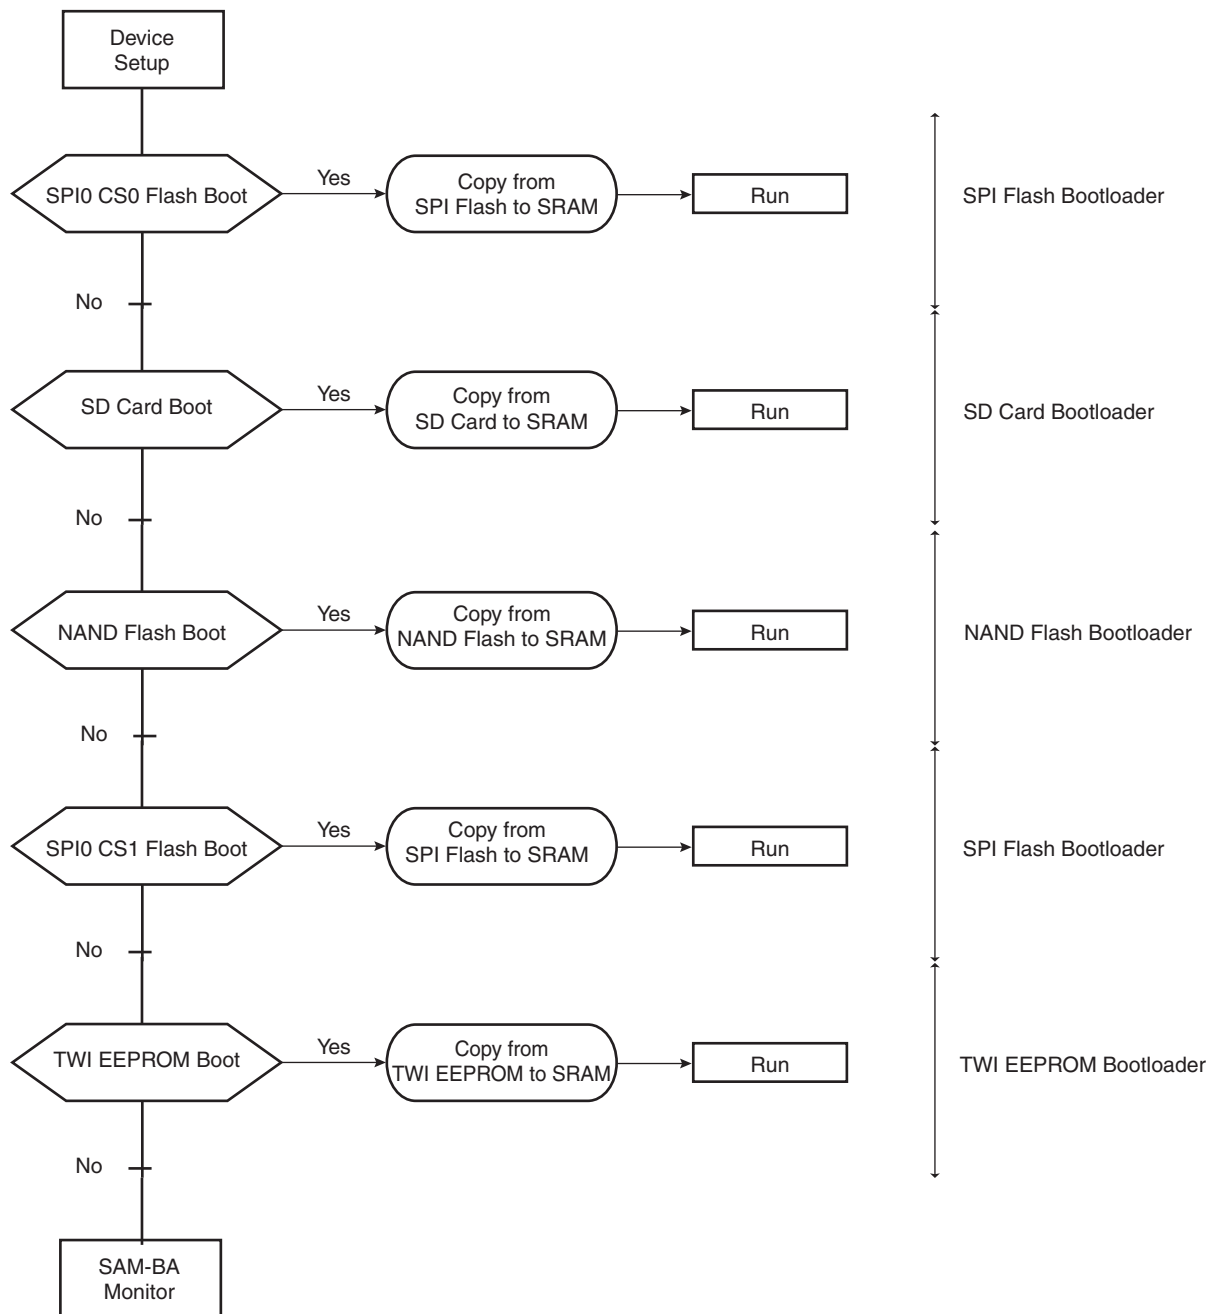 Device
Setup
SPI0 CS0 Flash Boot
Yes
Copy from
SPI Flash to SRAM
Run
SPI Flash Bootloader
No
SD Card Boot
Yes
Copy from
SD Card to SRAM
Run
SD Card Bootloader
No
NAND Flash Boot
Yes
Copy from
NAND Flash to SRAM
Run
NAND Flash Bootloader
No
SPI0 CS1 Flash Boot
Yes
Copy from
SPI Flash to SRAM
Run
SPI Flash Bootloader
No
TWI EEPROM Boot
Yes
Copy from
TWI EEPROM to SRAM
Run
TWI EEPROM Bootloader
No
SAM-BA
Monitor